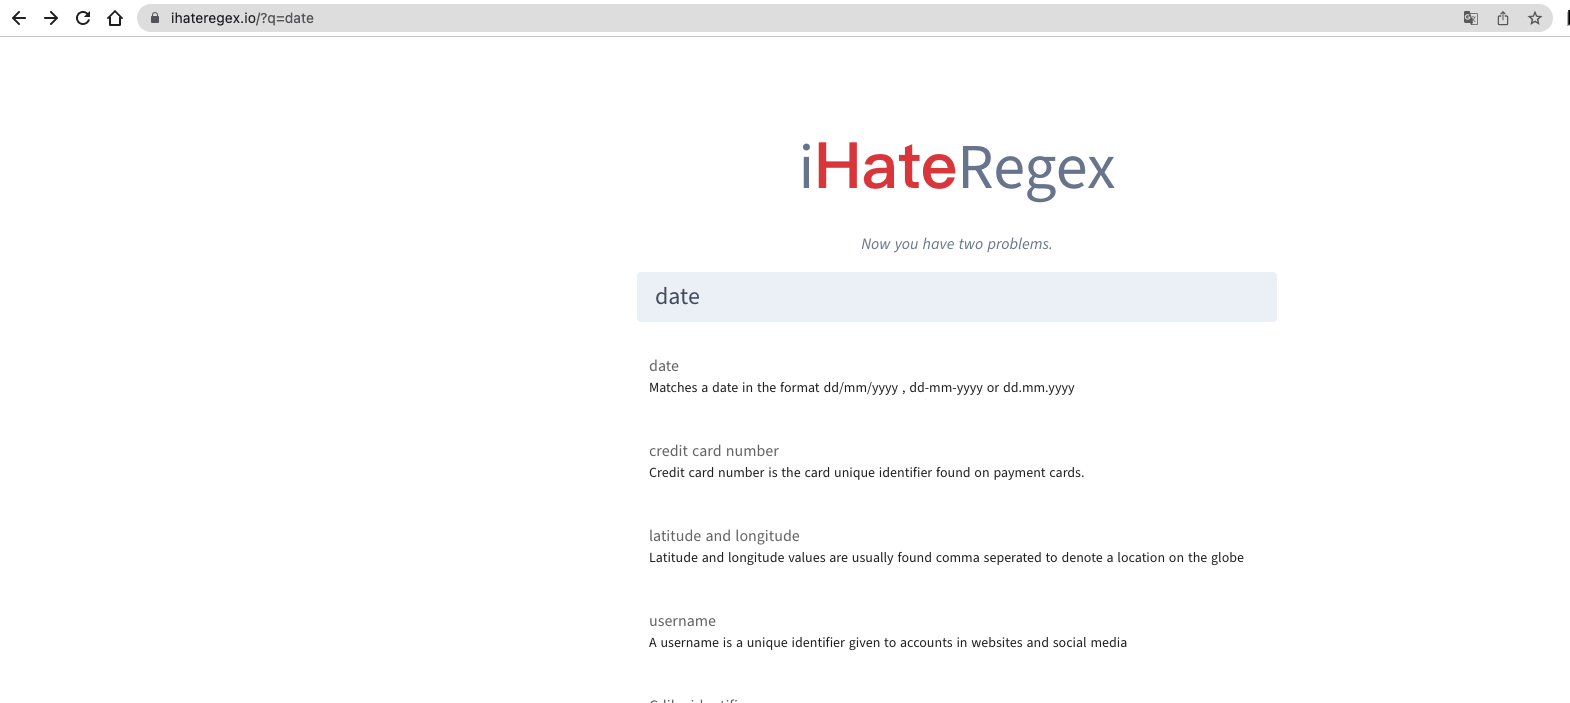 ihateregex.io/?q=date
iHateRegex
Now you have two problems.
date
date
Matches a date in the format dd/mm/yyyy , dd-mm-yyyy or dd.mm.yyyy
credit card number
Credit card number is the card unique identifier found on payment cards.
latitude and longitude
Latitude and longitude values are usually found comma seperated to denote a location on the globe
username
A username is a unique identifier given to accounts in websites and social media